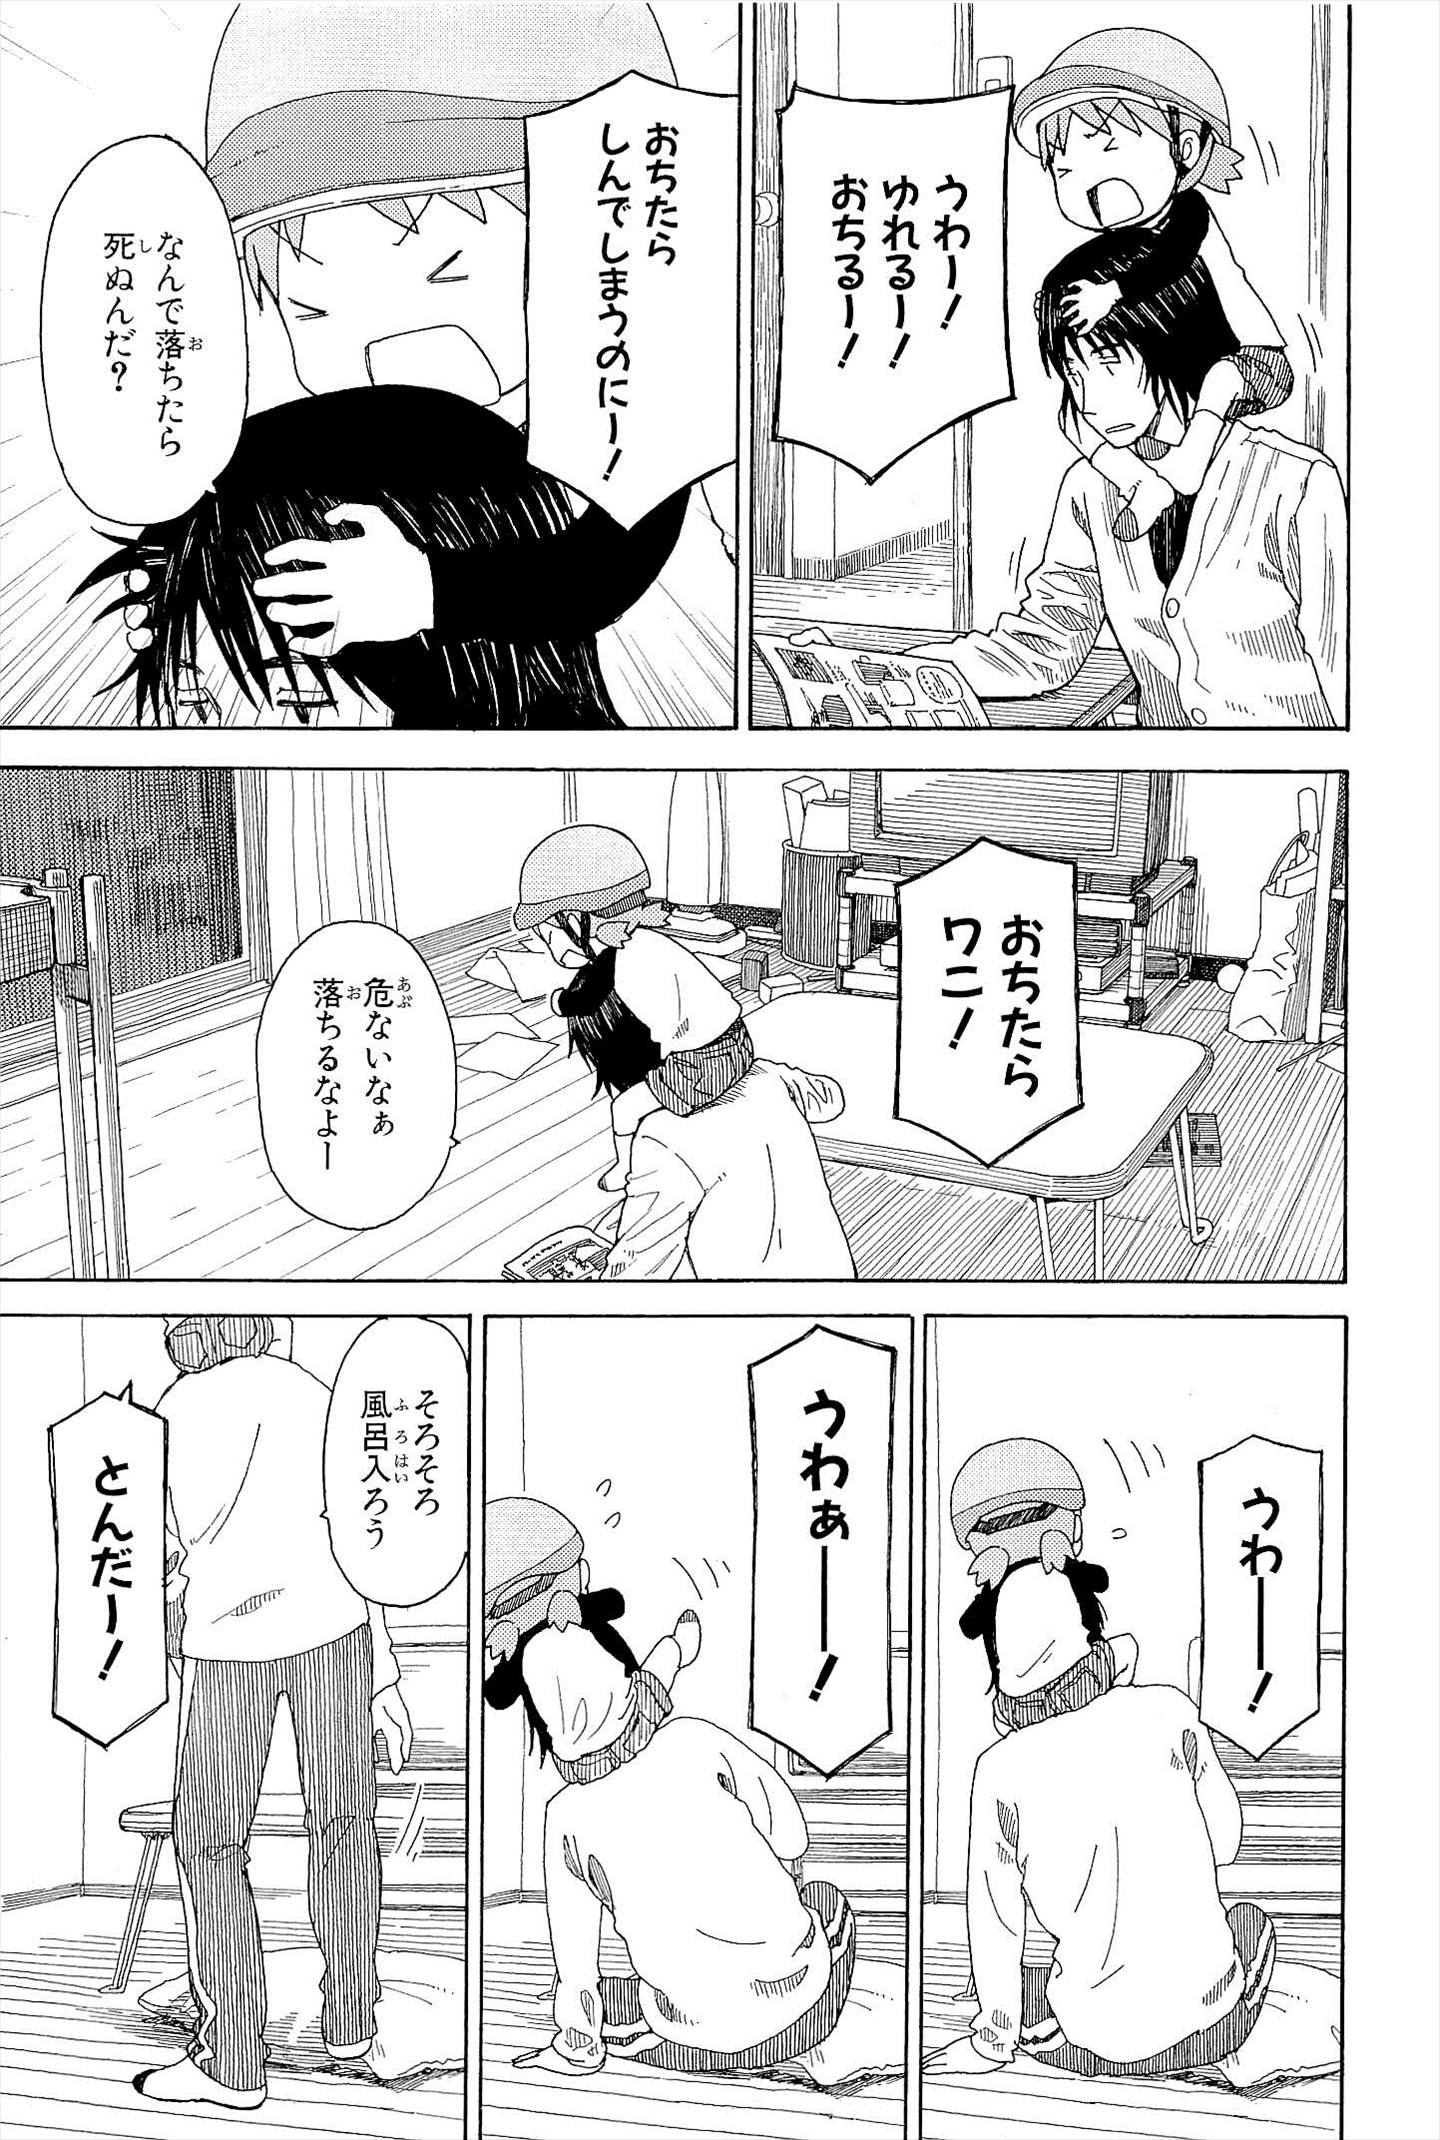 うわー！
ゆれるー！
おちるー！
おちたら
しんでしまうのにー！
なんで落ちたら
死ぬんだ？
おちたら
ワニ！
危ないなぁ
落ちるなよー
うわー！
うわぁー！
そろそろ
風呂入ろう
とんだー！